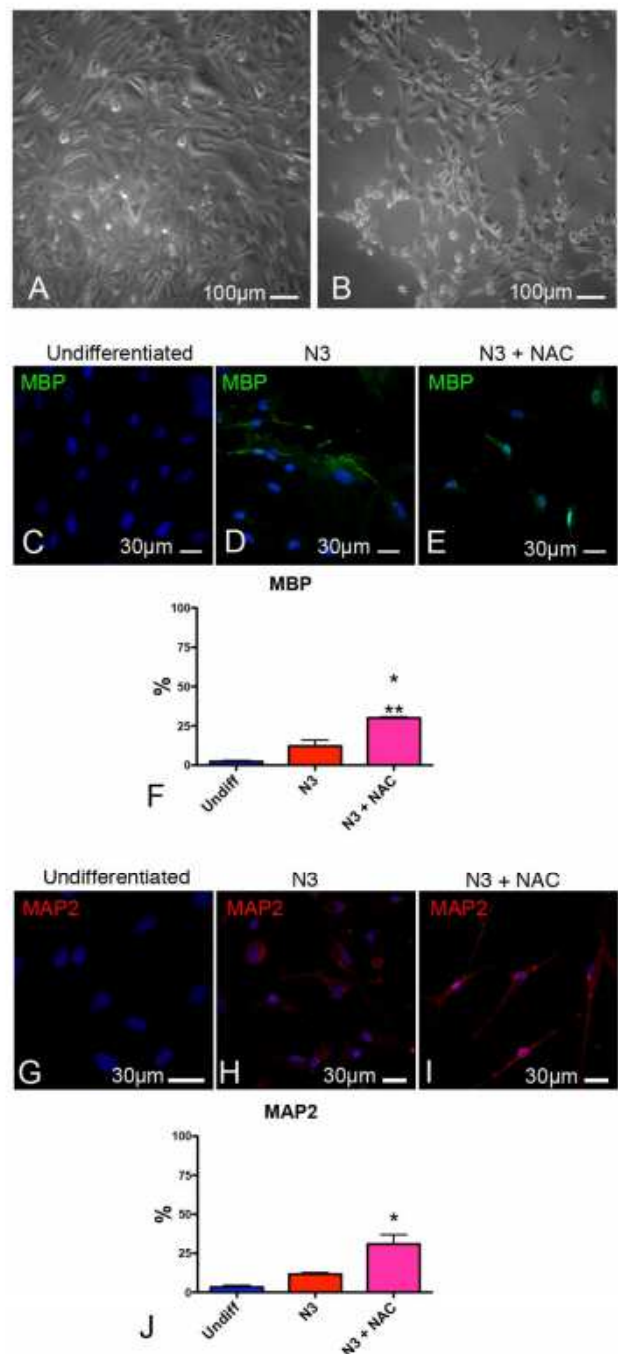 A 100µm B 100µm
Undifferentiated N3 N3 + NAC
MBP MBP MBP
C 30µm D 30µm E 30µm
MBP
100
75
50
25
0
%
*
**
Undiff N3 N3 + NAC
F
Undifferentiated N3 N3 + NAC
MAP2 MAP2 MAP2
G 30µm H 30µm I 30µm
MAP2
100
75
50
25
0
%
*
Undiff N3 N3 + NAC
J